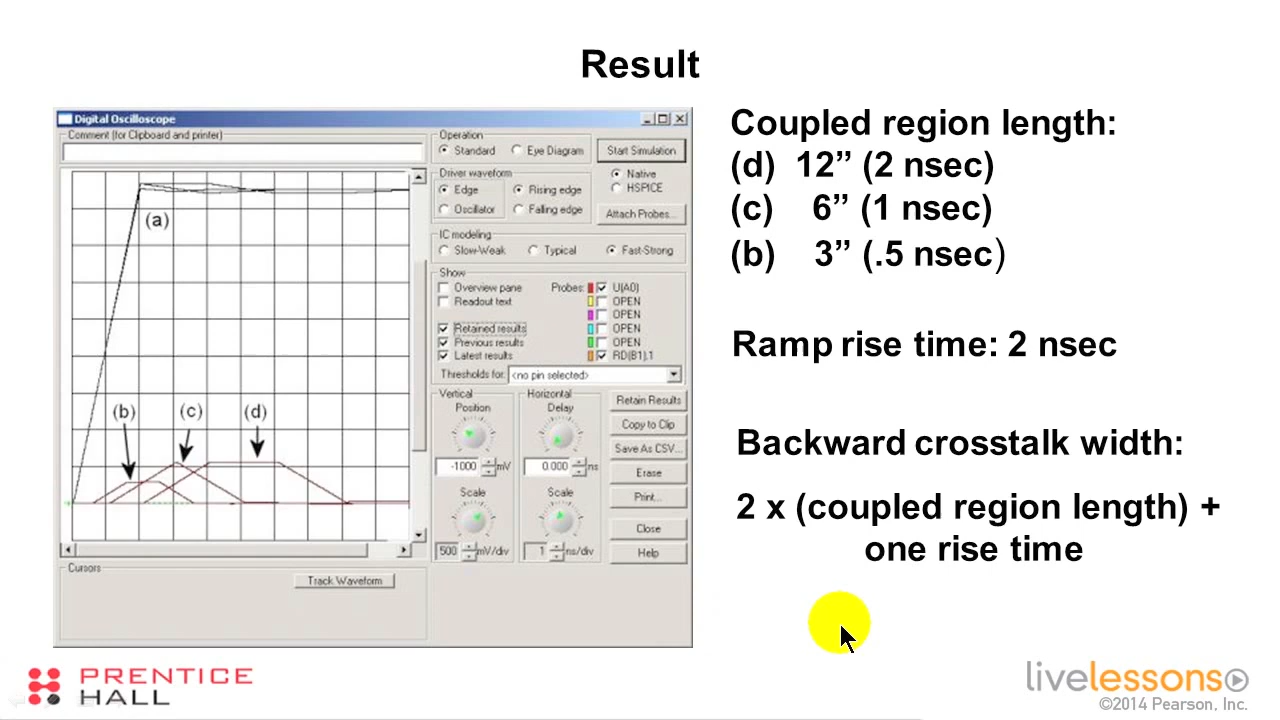 Result
Digital Oscilloscope
Comment (for Clipboard and printer)
(a)
(b)
(c)
(d)
Cursors
Track Waveform
Operation
Standard
Eye Diagram
Start Simulation
Driver waveform
Edge
Rising edge
Oscillator
Falling edge
Native
HSPICE
Attach Probes...
IC modeling
Slow-Weak
Typical
Fast-Strong
Show
Overview pane
Readout text
Retained results
Previous results
Latest results
Probes:
U(A0)
OPEN
OPEN
OPEN
OPEN
RD(B1).1
Thresholds for:
<no pin selected>
Vertical
Position
-1000 mV
Scale
500 mV/div
Horizontal
Delay
0.000 ns
Scale
1 ns/div
Retain Results
Copy to Clip
Save As CSV...
Erase
Print...
Close
Help
Coupled region length:
(d) 12” (2 nsec)
(c) 6” (1 nsec)
(b) 3” (.5 nsec)
Ramp rise time: 2 nsec
Backward crosstalk width:
2 x (coupled region length) +
one rise time
PRENTICE
HALL
livelessons
©2014 Pearson, Inc.